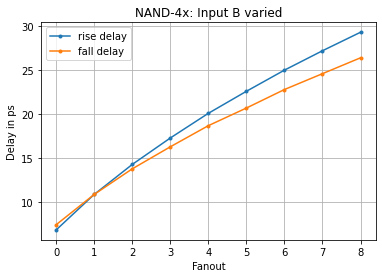 NAND-4x: Input B varied
rise delay
fall delay
Delay in ps
30
25
20
15
10
0 1 2 3 4 5 6 7 8
Fanout